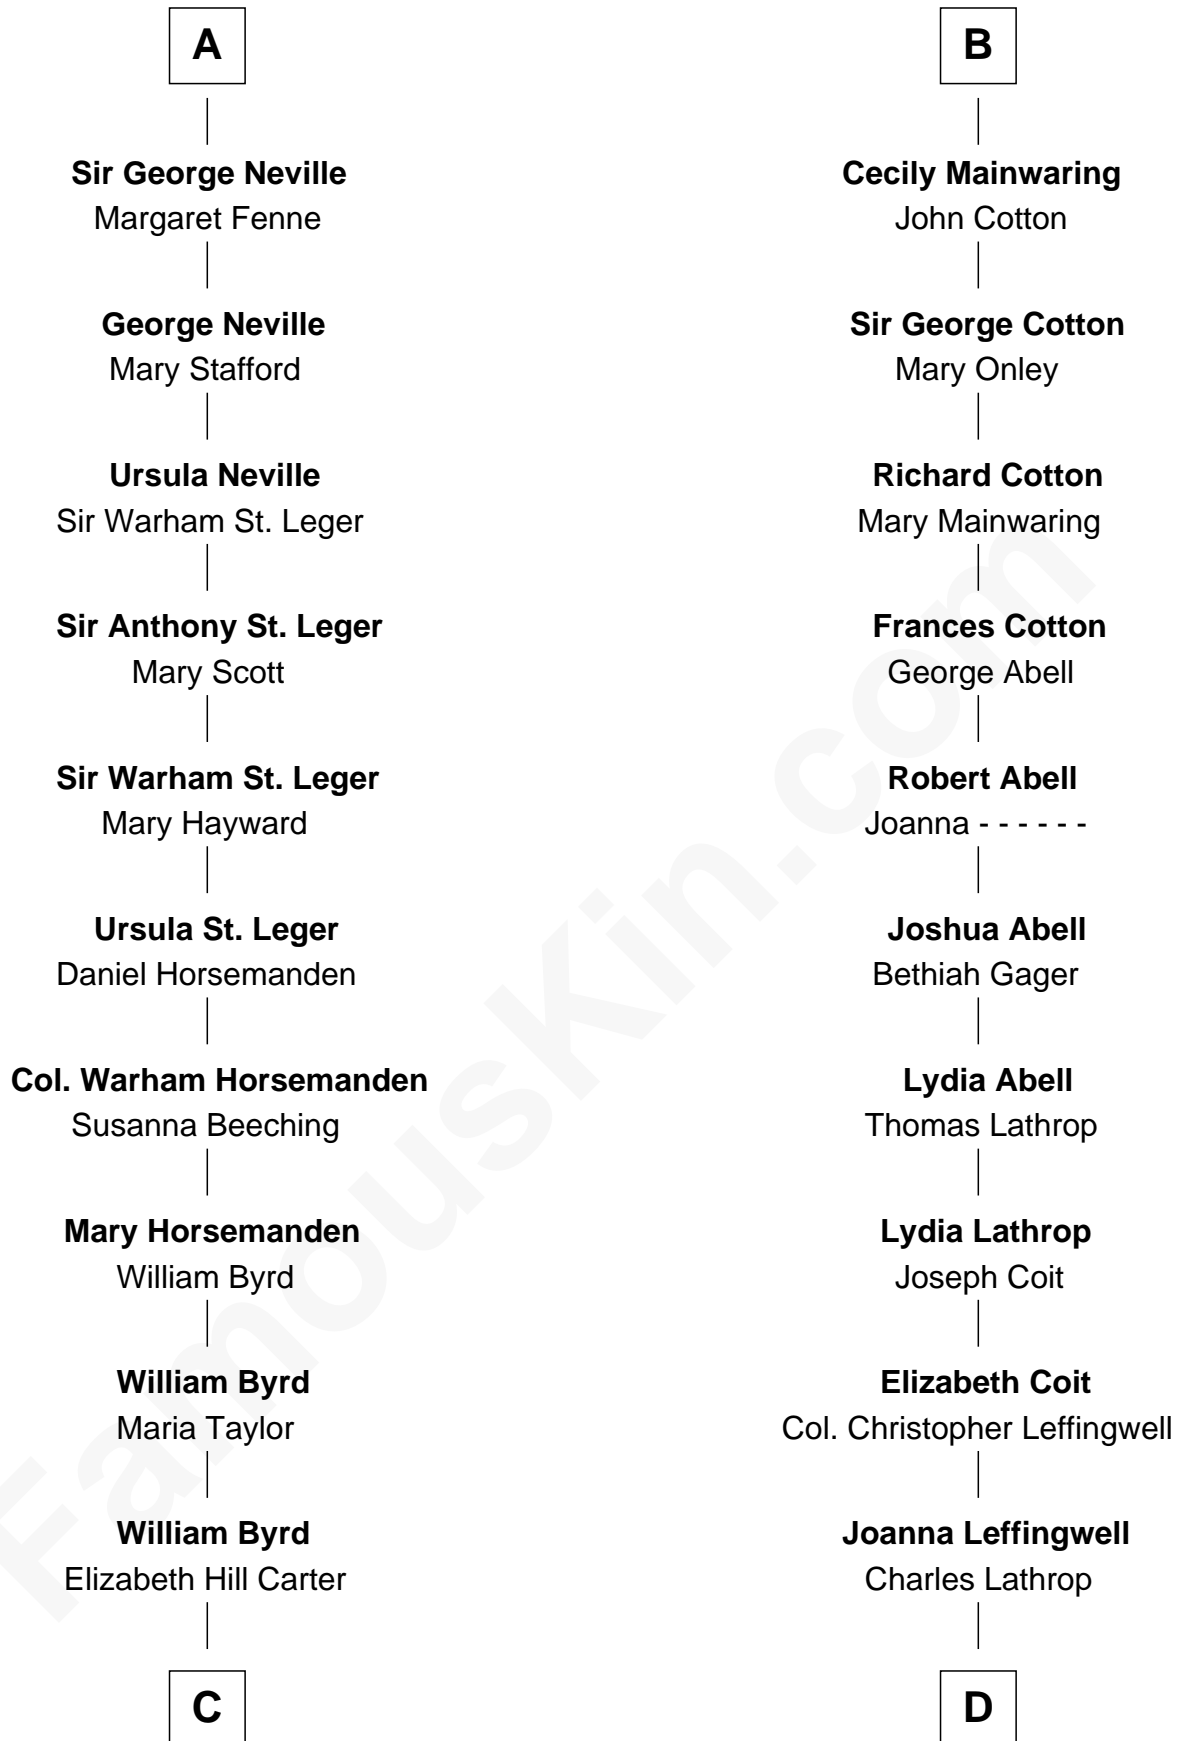 A
Sir George Neville
Margaret Fenne
George Neville
Mary Stafford
Ursula Neville
Sir Warham St. Leger
Sir Anthony St. Leger
Mary Scott
Sir Warham St. Leger
Mary Hayward
Ursula St. Leger
Daniel Horsemanden
Col. Warham Horsemanden
Susanna Beeching
Mary Horsemanden
William Byrd
William Byrd
Maria Taylor
William Byrd
Elizabeth Hill Carter
C
B
Cecily Mainwaring
John Cotton
Sir George Cotton
Mary Onley
Richard Cotton
Mary Mainwaring
Frances Cotton
George Abell
Robert Abell
Joanna - - - - - -
Joshua Abell
Bethiah Gager
Lydia Abell
Thomas Lathrop
Lydia Lathrop
Joseph Coit
Elizabeth Coit
Col. Christopher Leffingwell
Joanna Leffingwell
Charles Lathrop
D
FamousKin.com